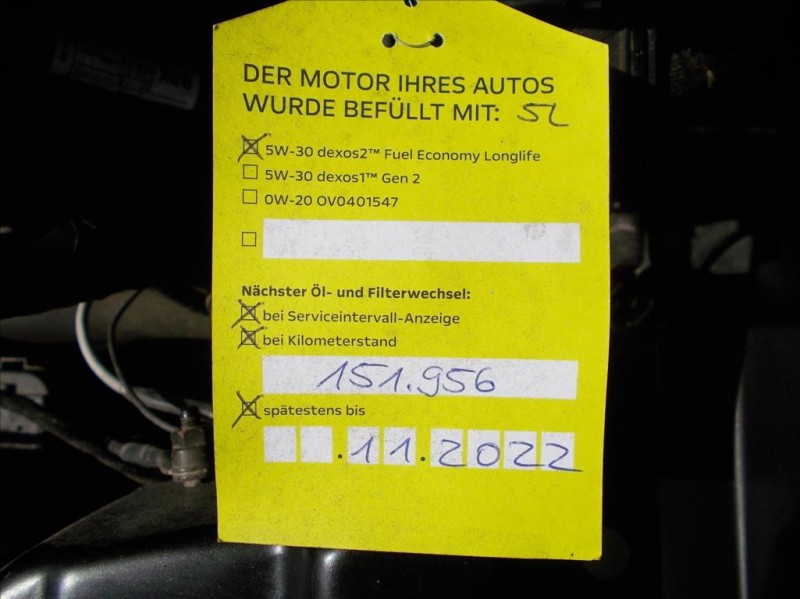 DER MOTOR IHRES AUTOS
WURDE BEFÜLLT MIT: 5L
5W-30 dexos2™ Fuel Economy Longlife
5W-30 dexos1™ Gen 2
0W-20 OV0401547
Nächster Öl- und Filterwechsel:
bei Serviceintervall-Anzeige
bei Kilometerstand
151.956
spätestens bis
.11.2022